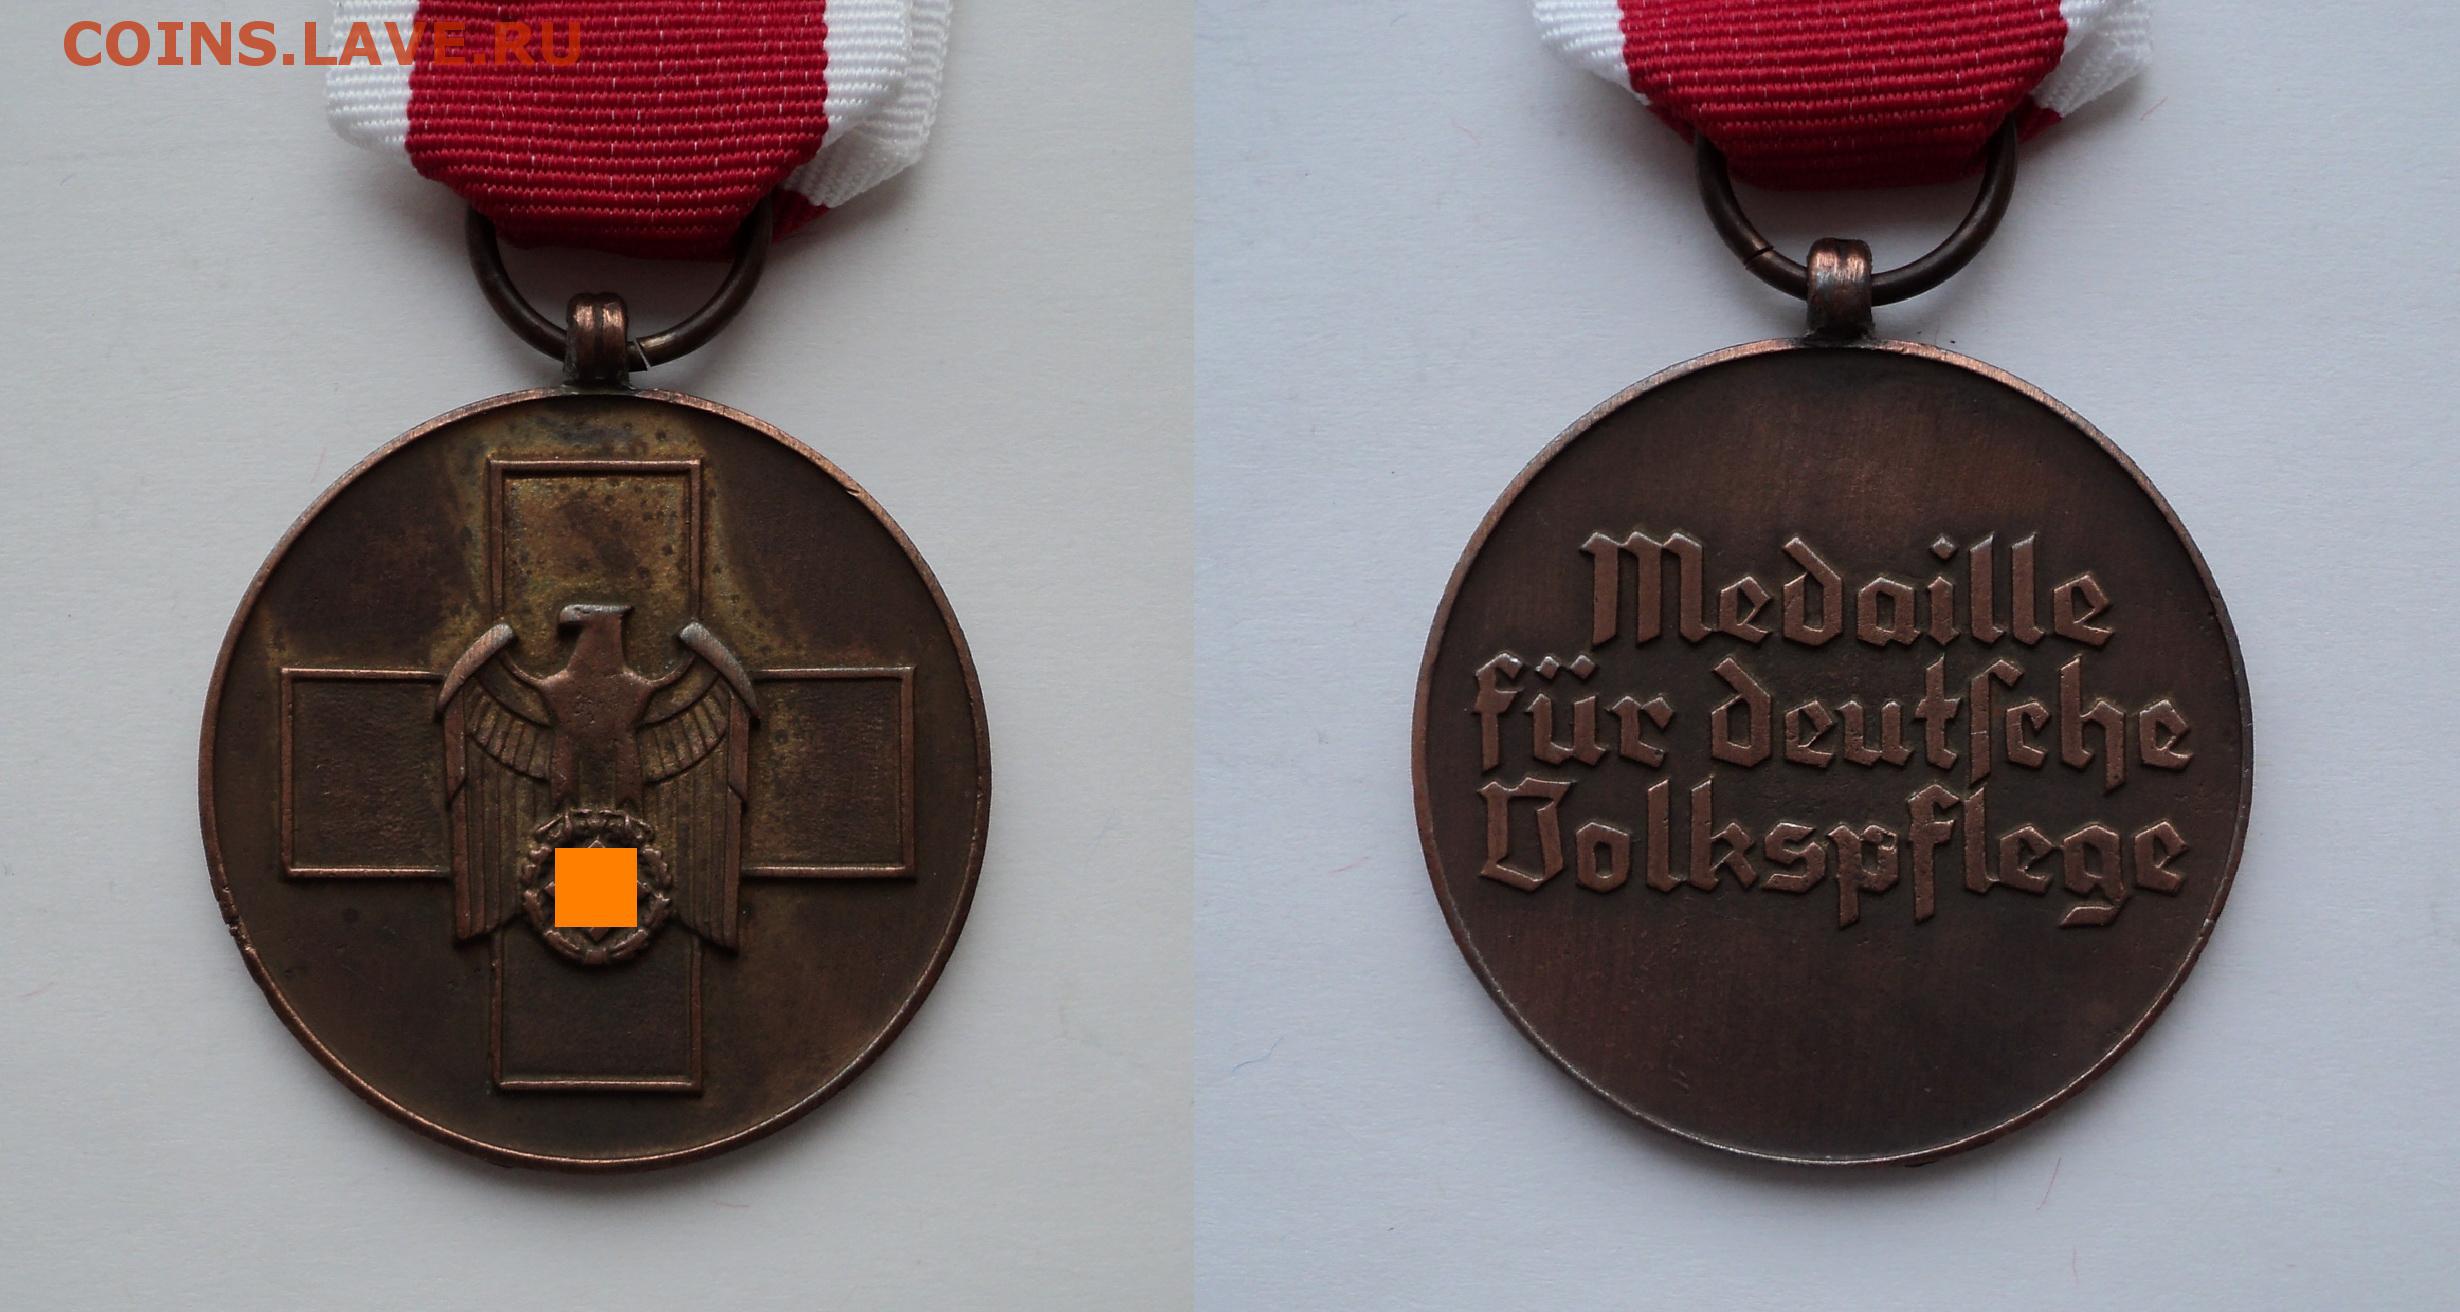 COINS.LAVE.RU
Medaille
für deutſche
Volkspflege